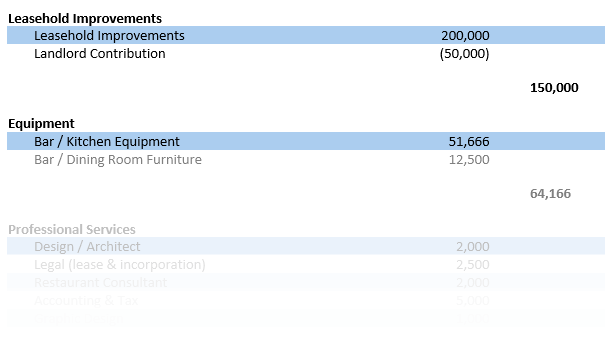 Leasehold Improvements
Leasehold Improvements 200,000
Landlord Contribution (50,000)
150,000
Equipment
Bar / Kitchen Equipment 51,666
Bar / Dining Room Furniture 12,500
64,166
Professional Services
Design / Architect 2,000
Legal (lease & incorporation) 2,500
Restaurant Consultant 2,000
Accounting & Tax 5,000